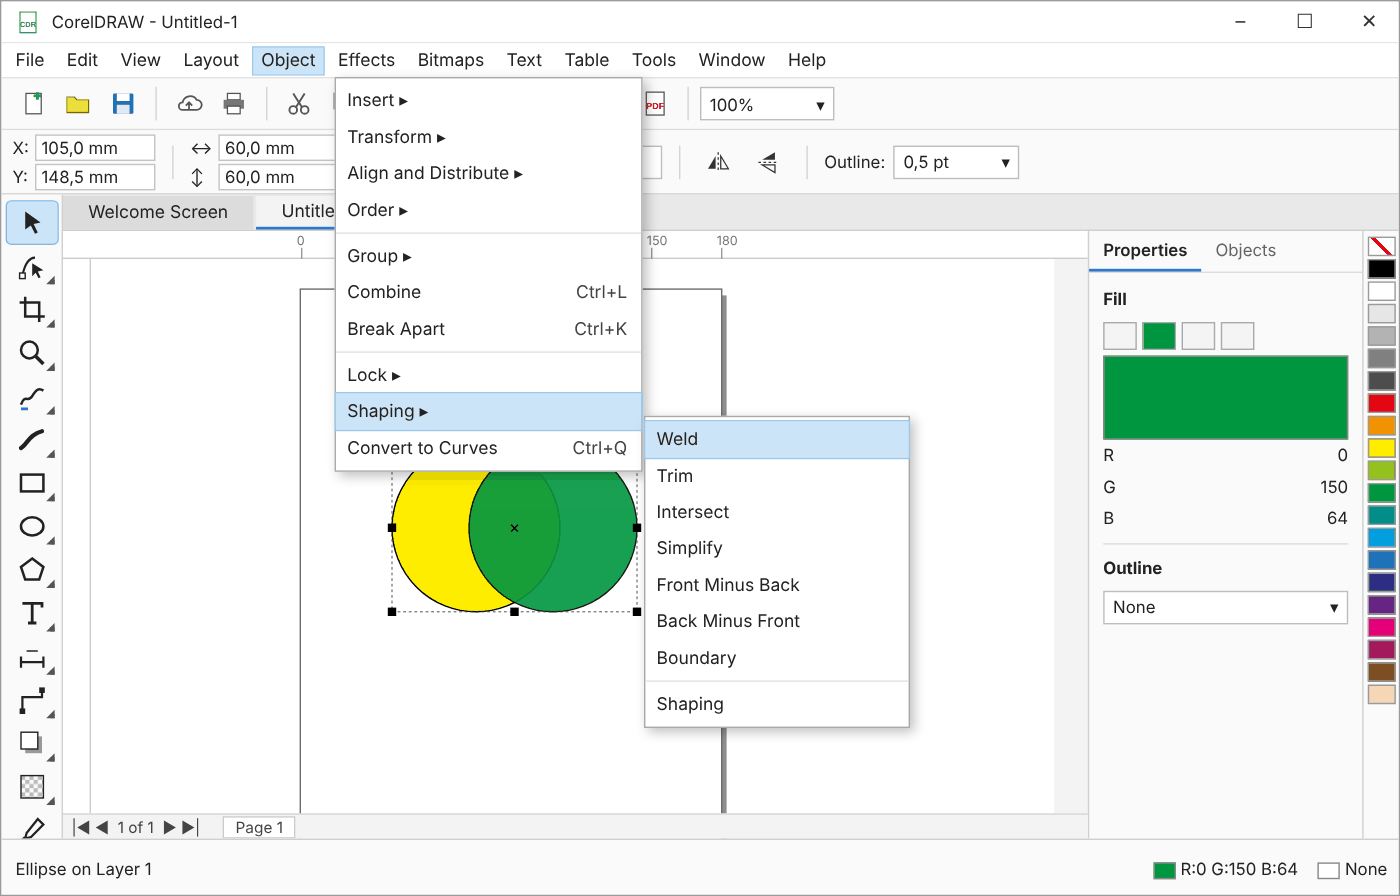 CDR CorelDRAW - Untitled-1
File Edit View Layout Object Effects Bitmaps Text Table Tools Window Help
PDF 100%
X: 105,0 mm 60,0 mm
Y: 148,5 mm 60,0 mm
Outline: 0,5 pt
Welcome Screen Untitle
0 150 180
Insert
Transform
Align and Distribute
Order
Group
Combine Ctrl+L
Break Apart Ctrl+K
Lock
Shaping
Convert to Curves Ctrl+Q
Weld
Trim
Intersect
Simplify
Front Minus Back
Back Minus Front
Boundary
Shaping
Properties Objects
Fill
R 0
G 150
B 64
Outline
None
1 of 1 Page 1
Ellipse on Layer 1 R:0 G:150 B:64 None